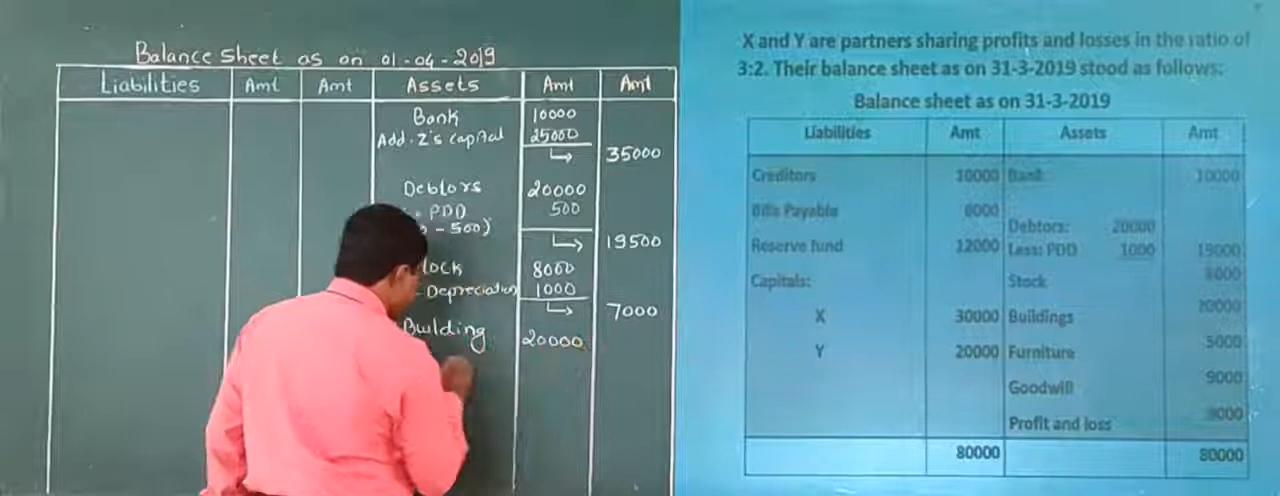 Balance Sheet as on 01-04-2019
Liabilities Amt Amt Assets Amt Amt
Bank 10000
Add. Z's capital 25000
35000
Debtors 20000
- PDD 500
- 500)
19500
lock 8000
- Depreciation 1000
7000
Building 20000
X and Y are partners sharing profits and losses in the ratio of
3:2. Their balance sheet as on 31-3-2019 stood as follows:
Balance sheet as on 31-3-2019
Liabilities Amt Assets Amt
Creditors 10000 Bank 10000
Bills Payable 8000
Debtors: 20000
Reserve fund 12000 Less: PDD 1000 19000
Capitals: Stock 8000
X 30000 Buildings 20000
Y 20000 Furniture 5000
Goodwill 9000
Profit and loss 9000
80000 80000